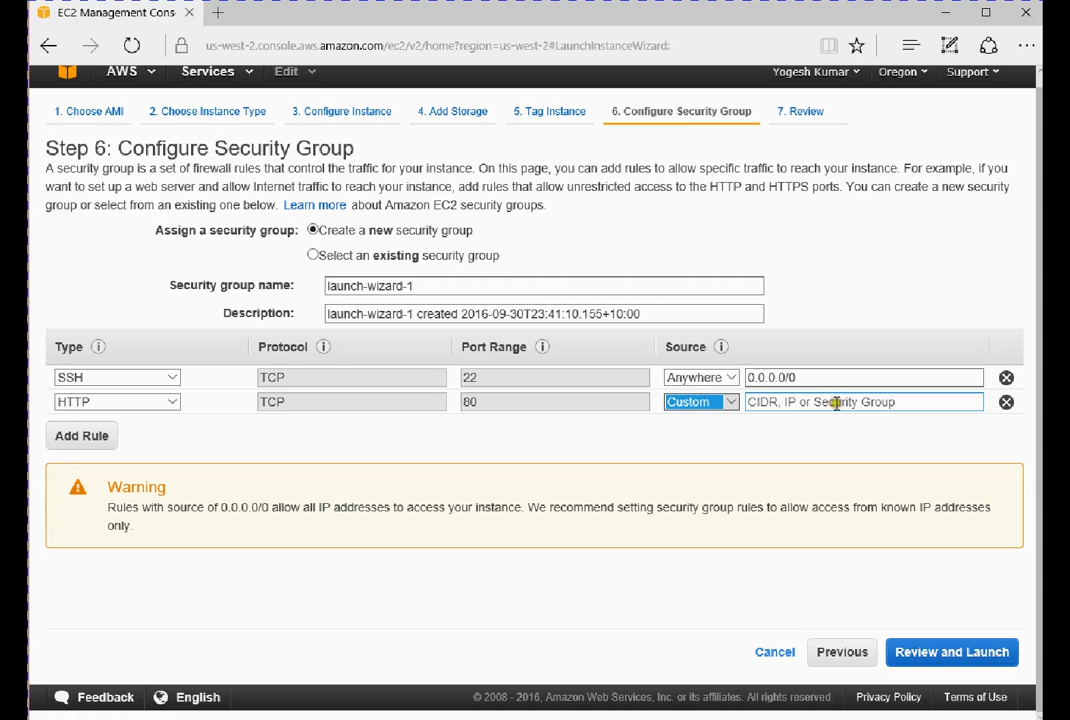 EC2 Management Cons
us-west-2.console.aws.amazon.com/ec2/v2/home?region=us-west-2#LaunchInstanceWizard:
AWS Services Edit Yogesh Kumar Oregon Support
1. Choose AMI 2. Choose Instance Type 3. Configure Instance 4. Add Storage 5. Tag Instance 6. Configure Security Group 7. Review
Step 6: Configure Security Group
A security group is a set of firewall rules that control the traffic for your instance. On this page, you can add rules to allow specific traffic to reach your instance. For example, if you
want to set up a web server and allow Internet traffic to reach your instance, add rules that allow unrestricted access to the HTTP and HTTPS ports. You can create a new security
group or select from an existing one below. Learn more about Amazon EC2 security groups.
Assign a security group: Create a new security group
Select an existing security group
Security group name: launch-wizard-1
Description: launch-wizard-1 created 2016-09-30T23:41:10.155+10:00
Type Protocol Port Range Source
SSH TCP 22 Anywhere 0.0.0.0/0
HTTP TCP 80 Custom CIDR, IP or Security Group
Add Rule
Warning
Rules with source of 0.0.0.0/0 allow all IP addresses to access your instance. We recommend setting security group rules to allow access from known IP addresses
only.
Cancel Previous Review and Launch
Feedback English © 2008 - 2016, Amazon Web Services, Inc. or its affiliates. All rights reserved. Privacy Policy Terms of Use